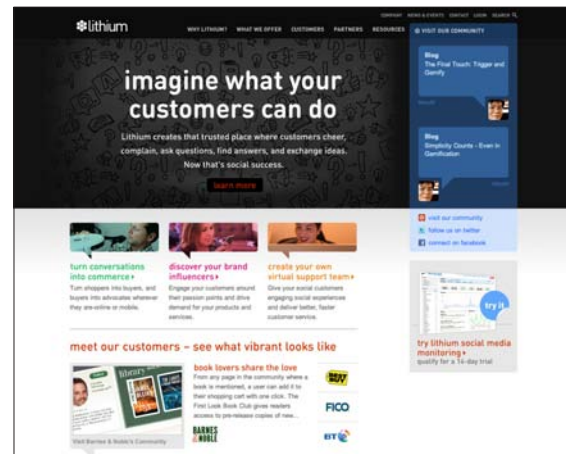 COMPANY NEWS & EVENTS CONTACT LOGIN SEARCH
lithium
WHY LITHIUM? WHAT WE OFFER CUSTOMERS PARTNERS RESOURCES
VISIT OUR COMMUNITY
imagine what your
customers can do
Lithium creates that trusted place where customers cheer,
complain, ask questions, find answers, and exchange ideas.
Now that's social success.
learn more
Blog
The Final Touch: Trigger and
Gamify
Blog
Simplicity Counts - Even in
Gamification
visit our community
follow us on twitter
connect on facebook
turn conversations
into commerce
Turn shoppers into buyers, and
buyers into advocates wherever
they are-online or mobile.
discover your brand
influencers
Engage your customers around
their passion points and drive
demand for your products and
services.
create your own
virtual support team
Give your social customers
engaging social experiences
and deliver better, faster
customer service.
try it
try lithium social media
monitoring
qualify for a 14-day trial
meet our customers – see what vibrant looks like
library
Visit Barnes & Noble's Community
book lovers share the love
From any page in the community where a
book is mentioned, a user can add it to
their shopping cart with one click. The
First Look Book Club gives readers
access to pre-release copies of new...
BARNES
&NOBLE
BEST
BUY
FICO
BT